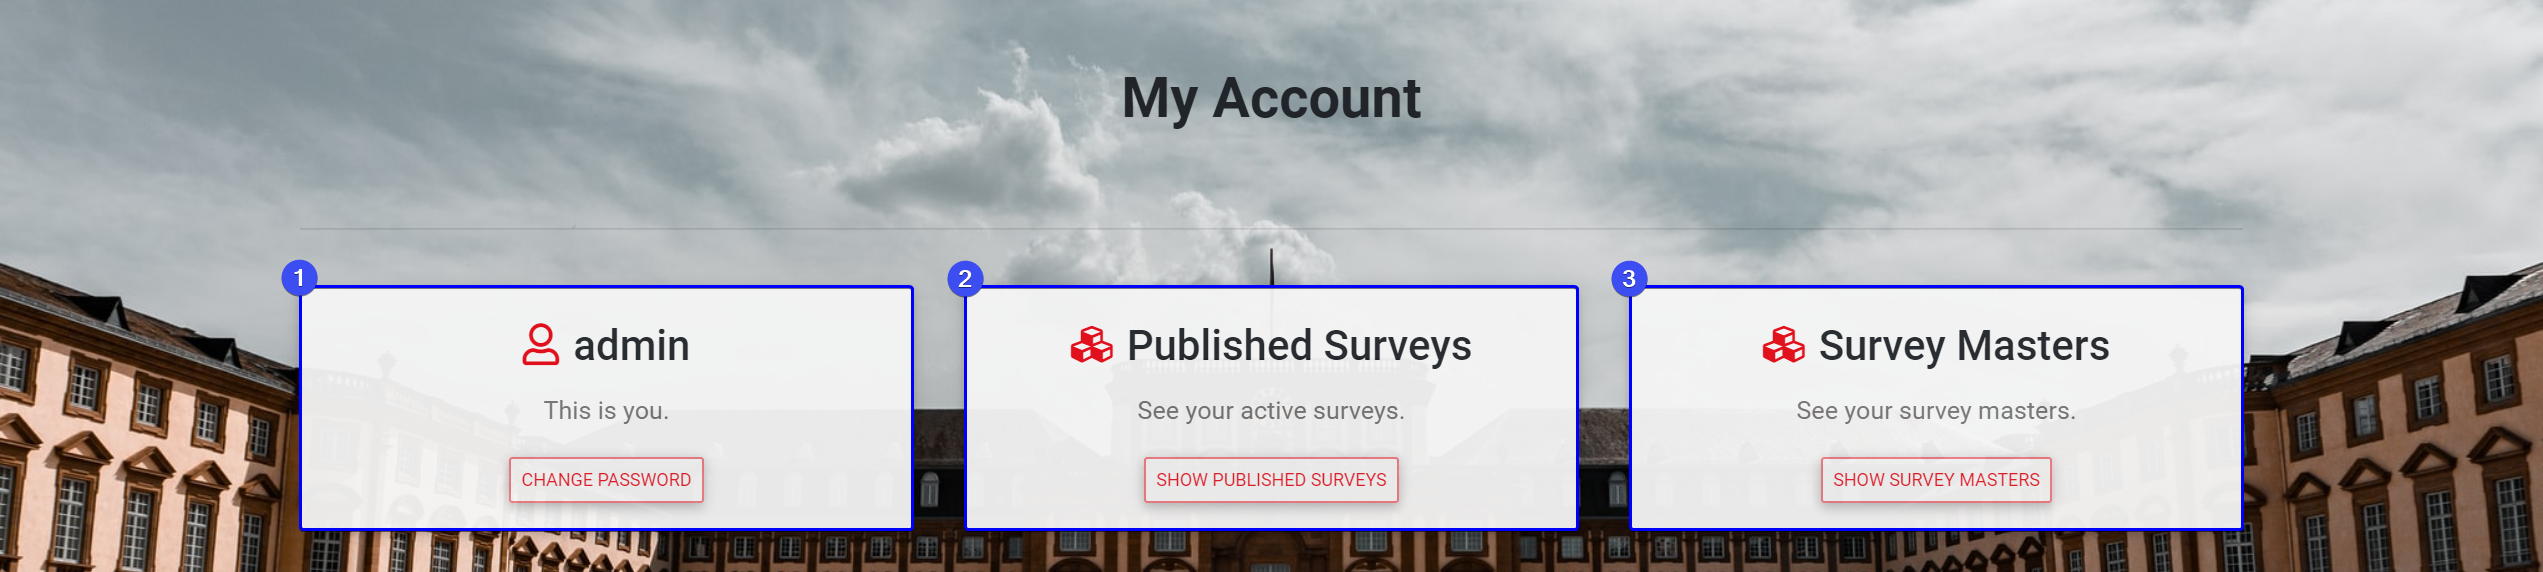 My Account
1
2
3
admin
Published Surveys
Survey Masters
This is you.
See your active surveys.
See your survey masters.
CHANGE PASSWORD
SHOW PUBLISHED SURVEYS
SHOW SURVEY MASTERS